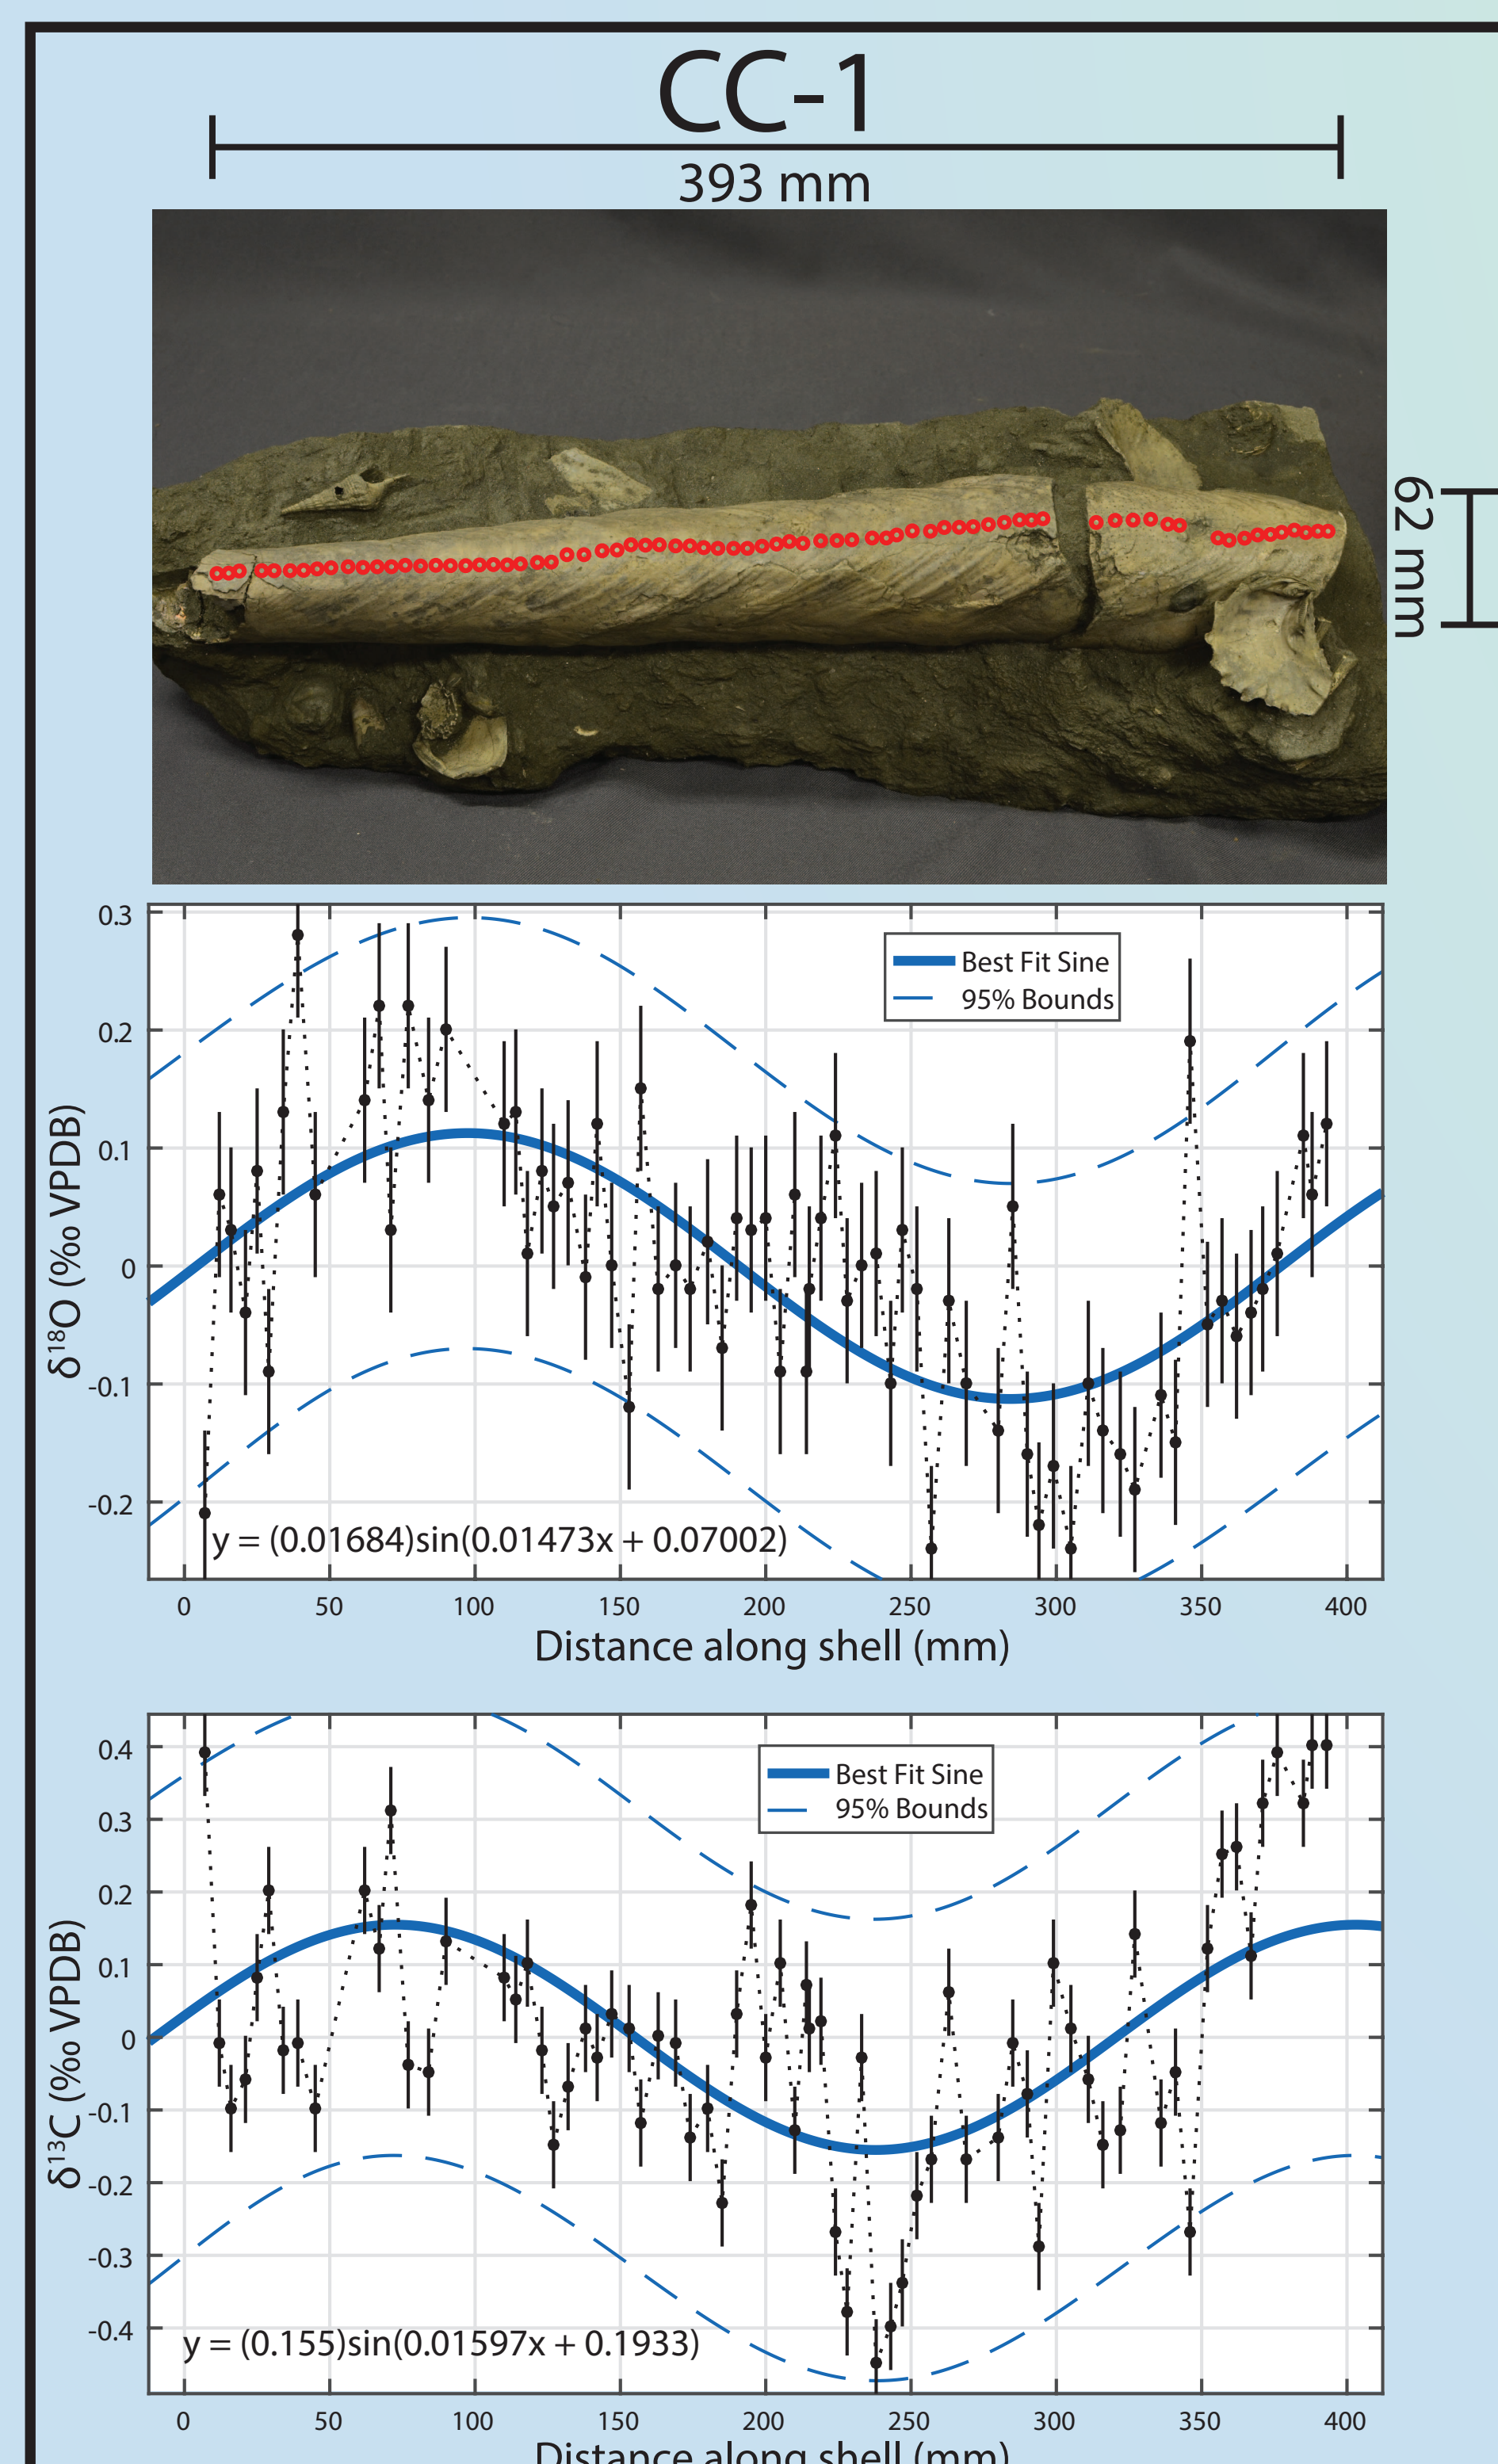 CC-1
393 mm
62 mm
0.3
0.2
0.1
0
-0.1
-0.2
δ¹⁸O (‰ VPDB)
Best Fit Sine
95% Bounds
y = (0.01684)sin(0.01473x + 0.07002)
0 50 100 150 200 250 300 350 400
Distance along shell (mm)
0.4
0.3
0.2
0.1
0
-0.1
-0.2
-0.3
-0.4
δ¹³C (‰ VPDB)
Best Fit Sine
95% Bounds
y = (0.155)sin(0.01597x + 0.1933)
0 50 100 150 200 250 300 350 400
Distance along shell (mm)